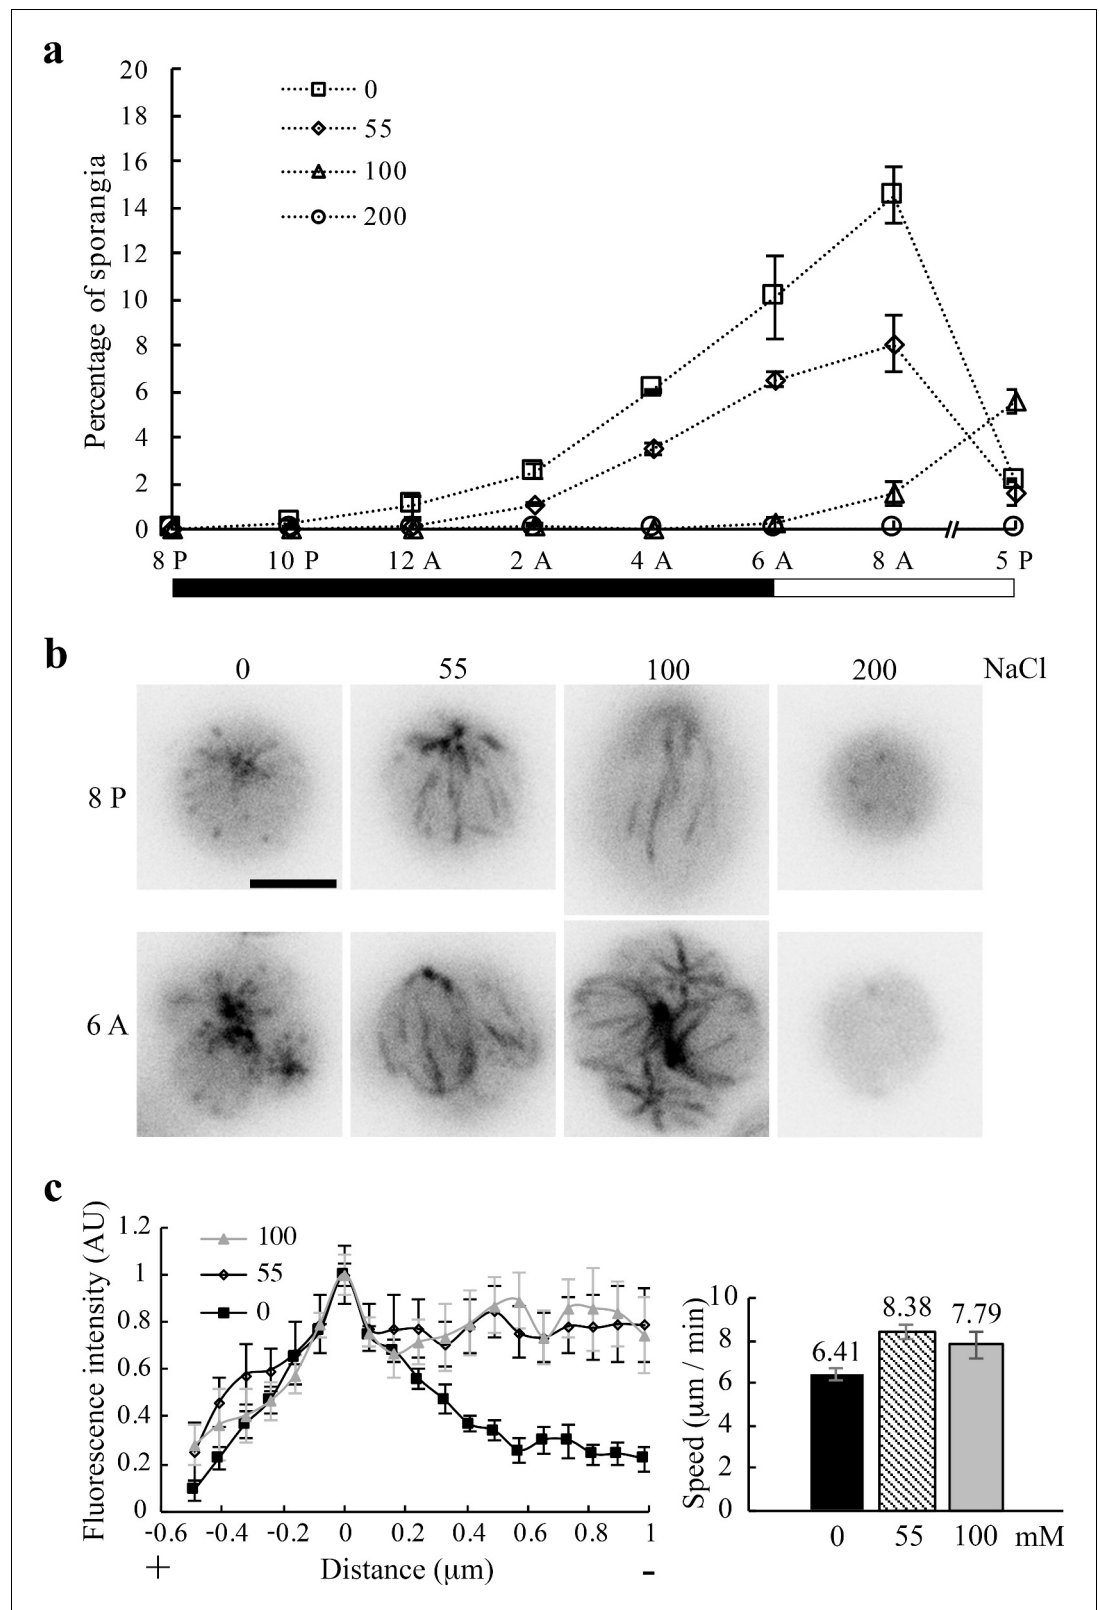 a
20
18
16
14
12
10
8
6
4
2
0
Percentage of sporangia
0
55
100
200
8 P 10 P 12 A 2 A 4 A 6 A 8 A 5 P
b
0 55 100 200 NaCl
8 P
6 A
c
1.2
1
0.8
0.6
0.4
0.2
0
Fluorescence intensity (AU)
100
55
0
-0.6 -0.4 -0.2 0 0.2 0.4 0.6 0.8 1
+ Distance (μm) -
10
8
6
4
2
0
Speed (μm / min)
6.41 8.38 7.79
0 55 100 mM